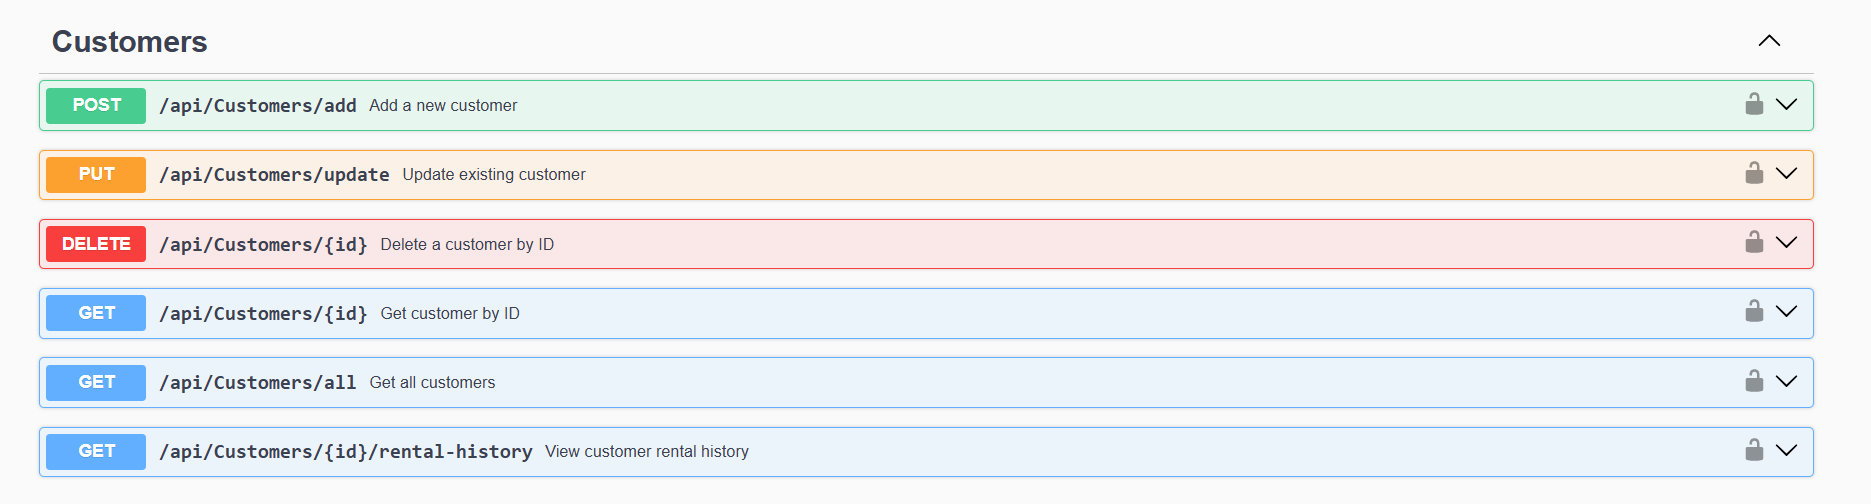 Customers
POST /api/Customers/add Add a new customer
PUT /api/Customers/update Update existing customer
DELETE /api/Customers/{id} Delete a customer by ID
GET /api/Customers/{id} Get customer by ID
GET /api/Customers/all Get all customers
GET /api/Customers/{id}/rental-history View customer rental history